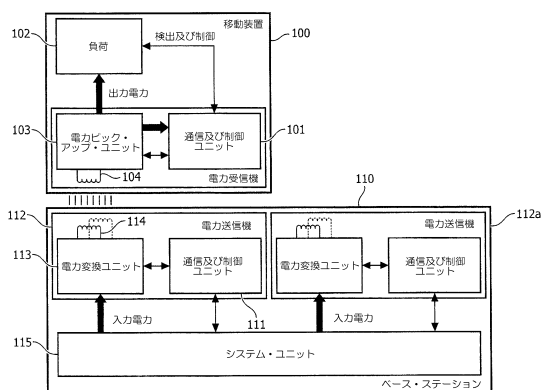 移動装置
100
102
負荷
検出及び制御
出力電力
103
電力ピック・
アップ・ユニット
通信及び制御
ユニット
101
104
電力受信機
110
112
114
電力送信機
電力送信機
112a
113
電力変換ユニット
通信及び制御
ユニット
電力変換ユニット
通信及び制御
ユニット
入力電力
111
入力電力
115
システム・ユニット
ベース・ステーション